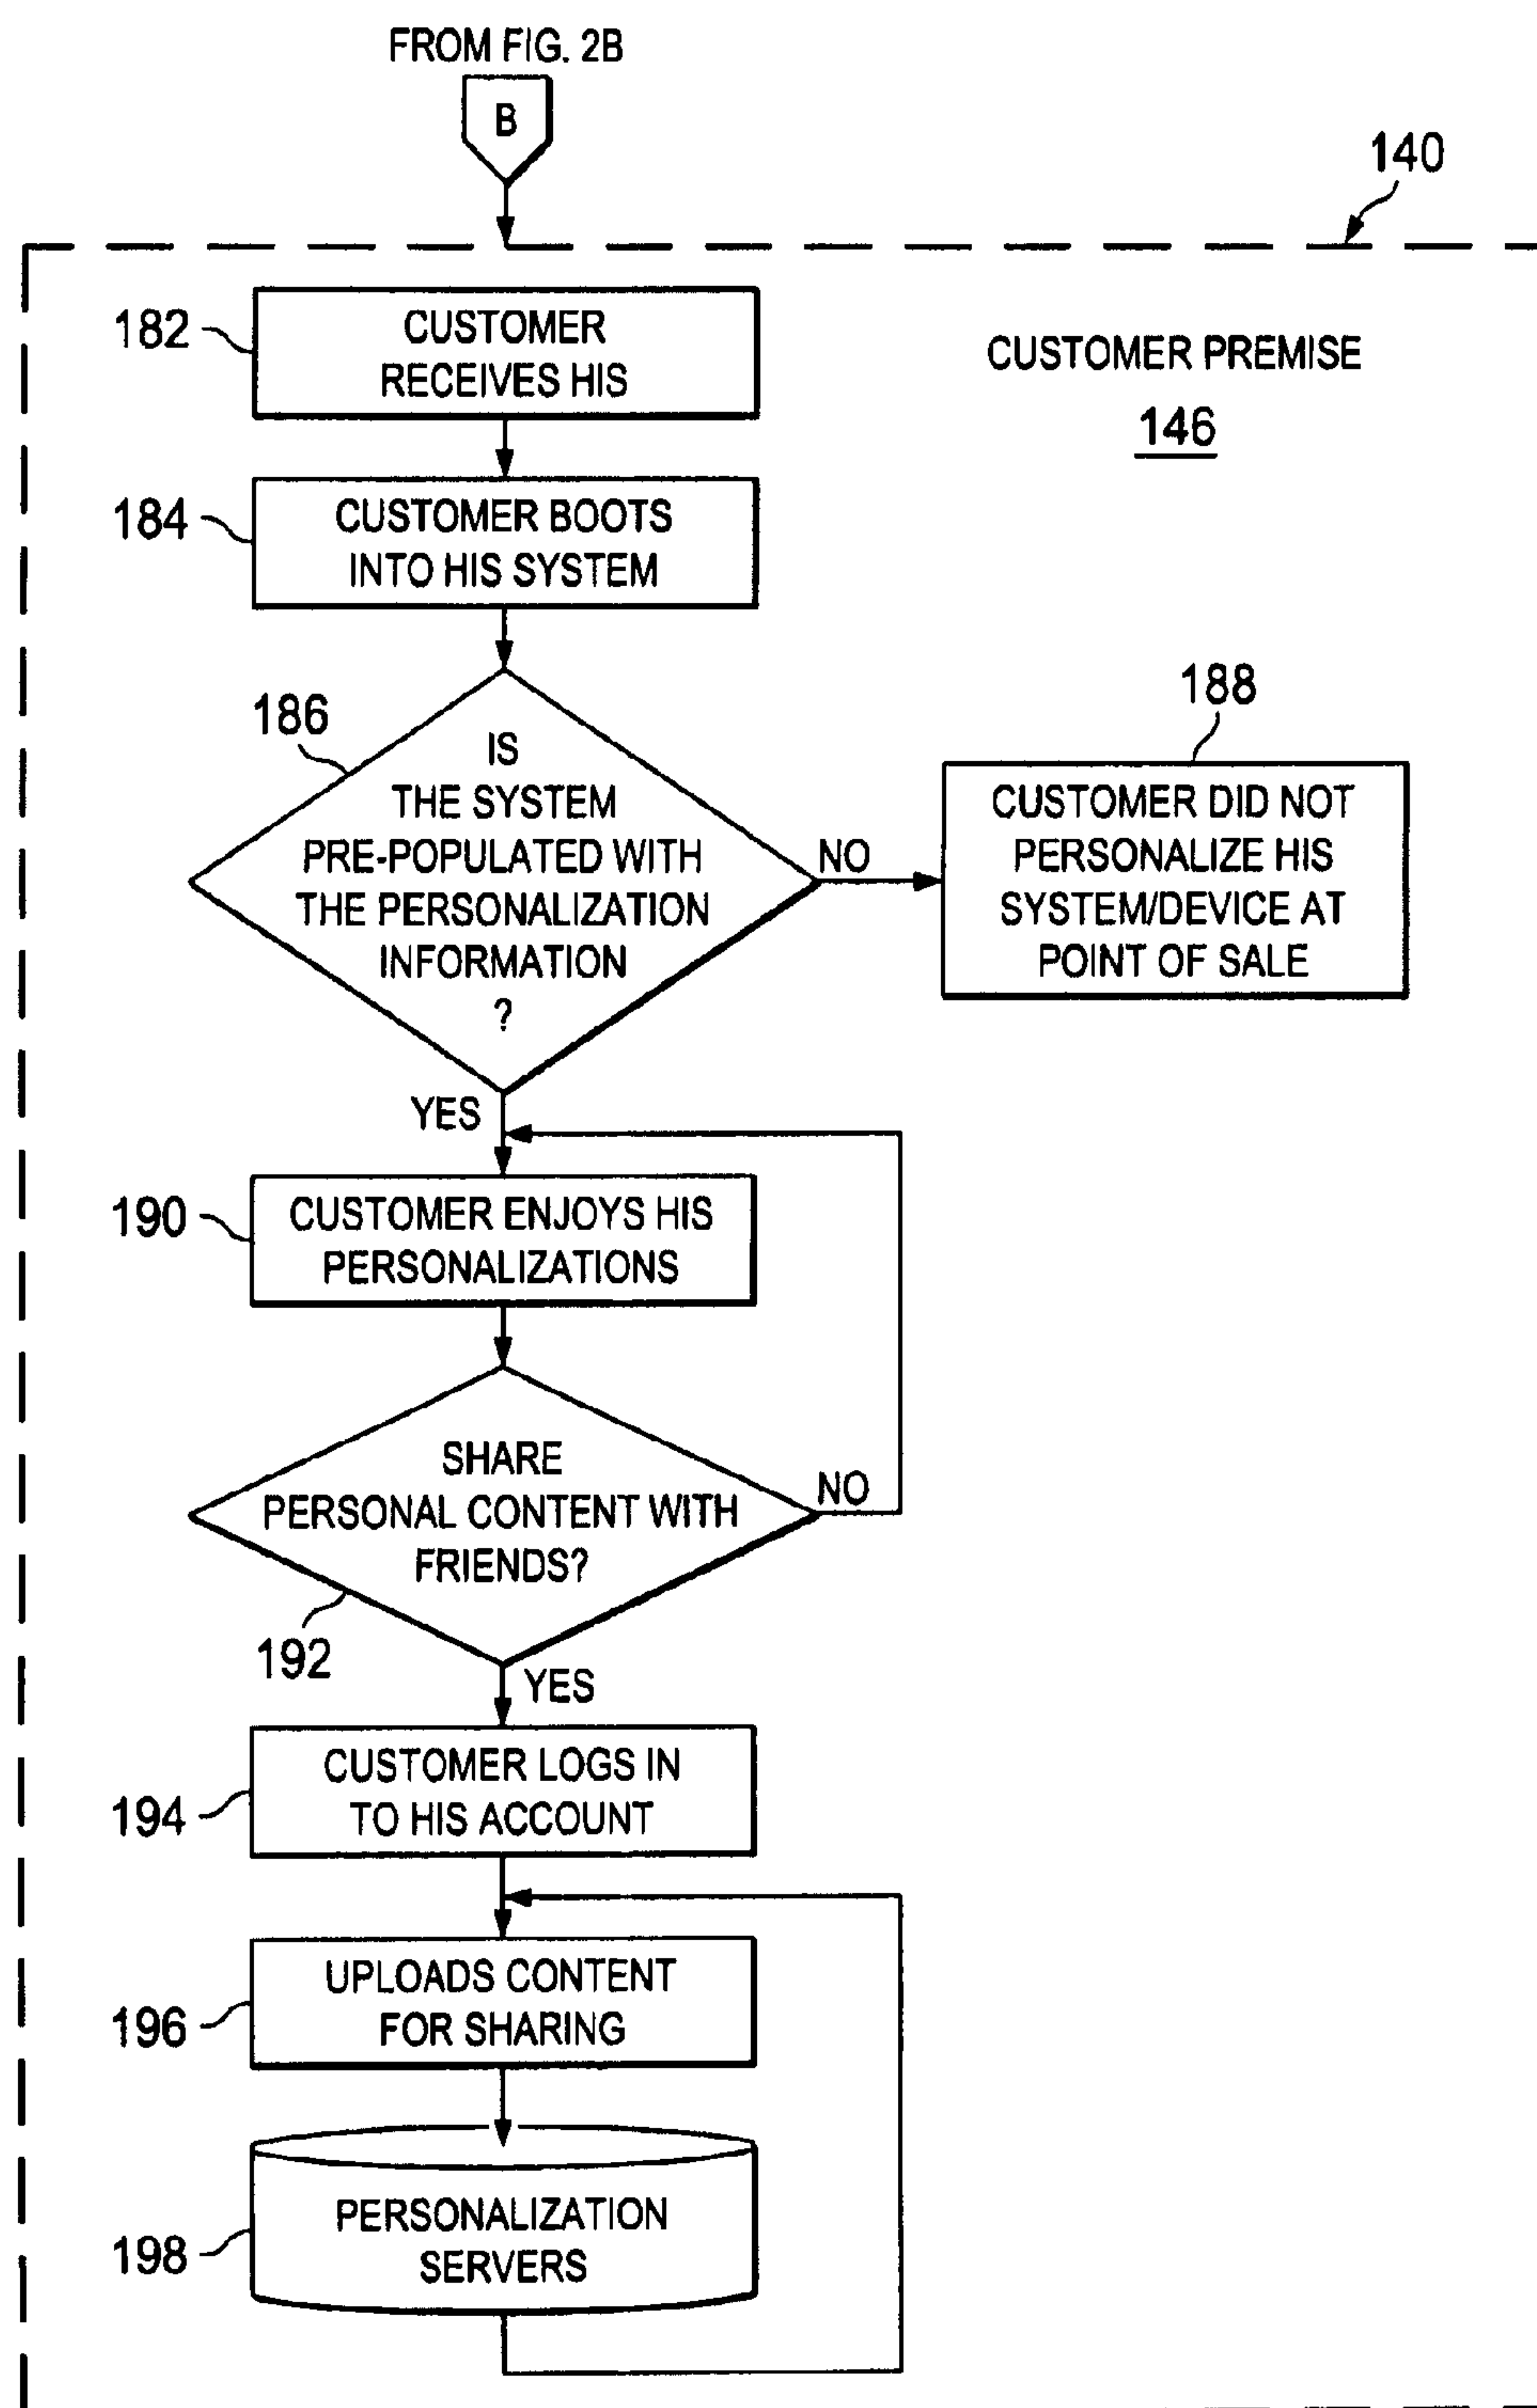 FROM FIG. 2B
B
140
182
CUSTOMER
RECEIVES HIS
CUSTOMER PREMISE
146
184
CUSTOMER BOOTS
INTO HIS SYSTEM
186
IS
THE SYSTEM
PRE-POPULATED WITH
THE PERSONALIZATION
INFORMATION
?
NO
188
CUSTOMER DID NOT
PERSONALIZE HIS
SYSTEM/DEVICE AT
POINT OF SALE
YES
190
CUSTOMER ENJOYS HIS
PERSONALIZATIONS
SHARE
PERSONAL CONTENT WITH
FRIENDS?
NO
192
YES
194
CUSTOMER LOGS IN
TO HIS ACCOUNT
196
UPLOADS CONTENT
FOR SHARING
198
PERSONALIZATION
SERVERS